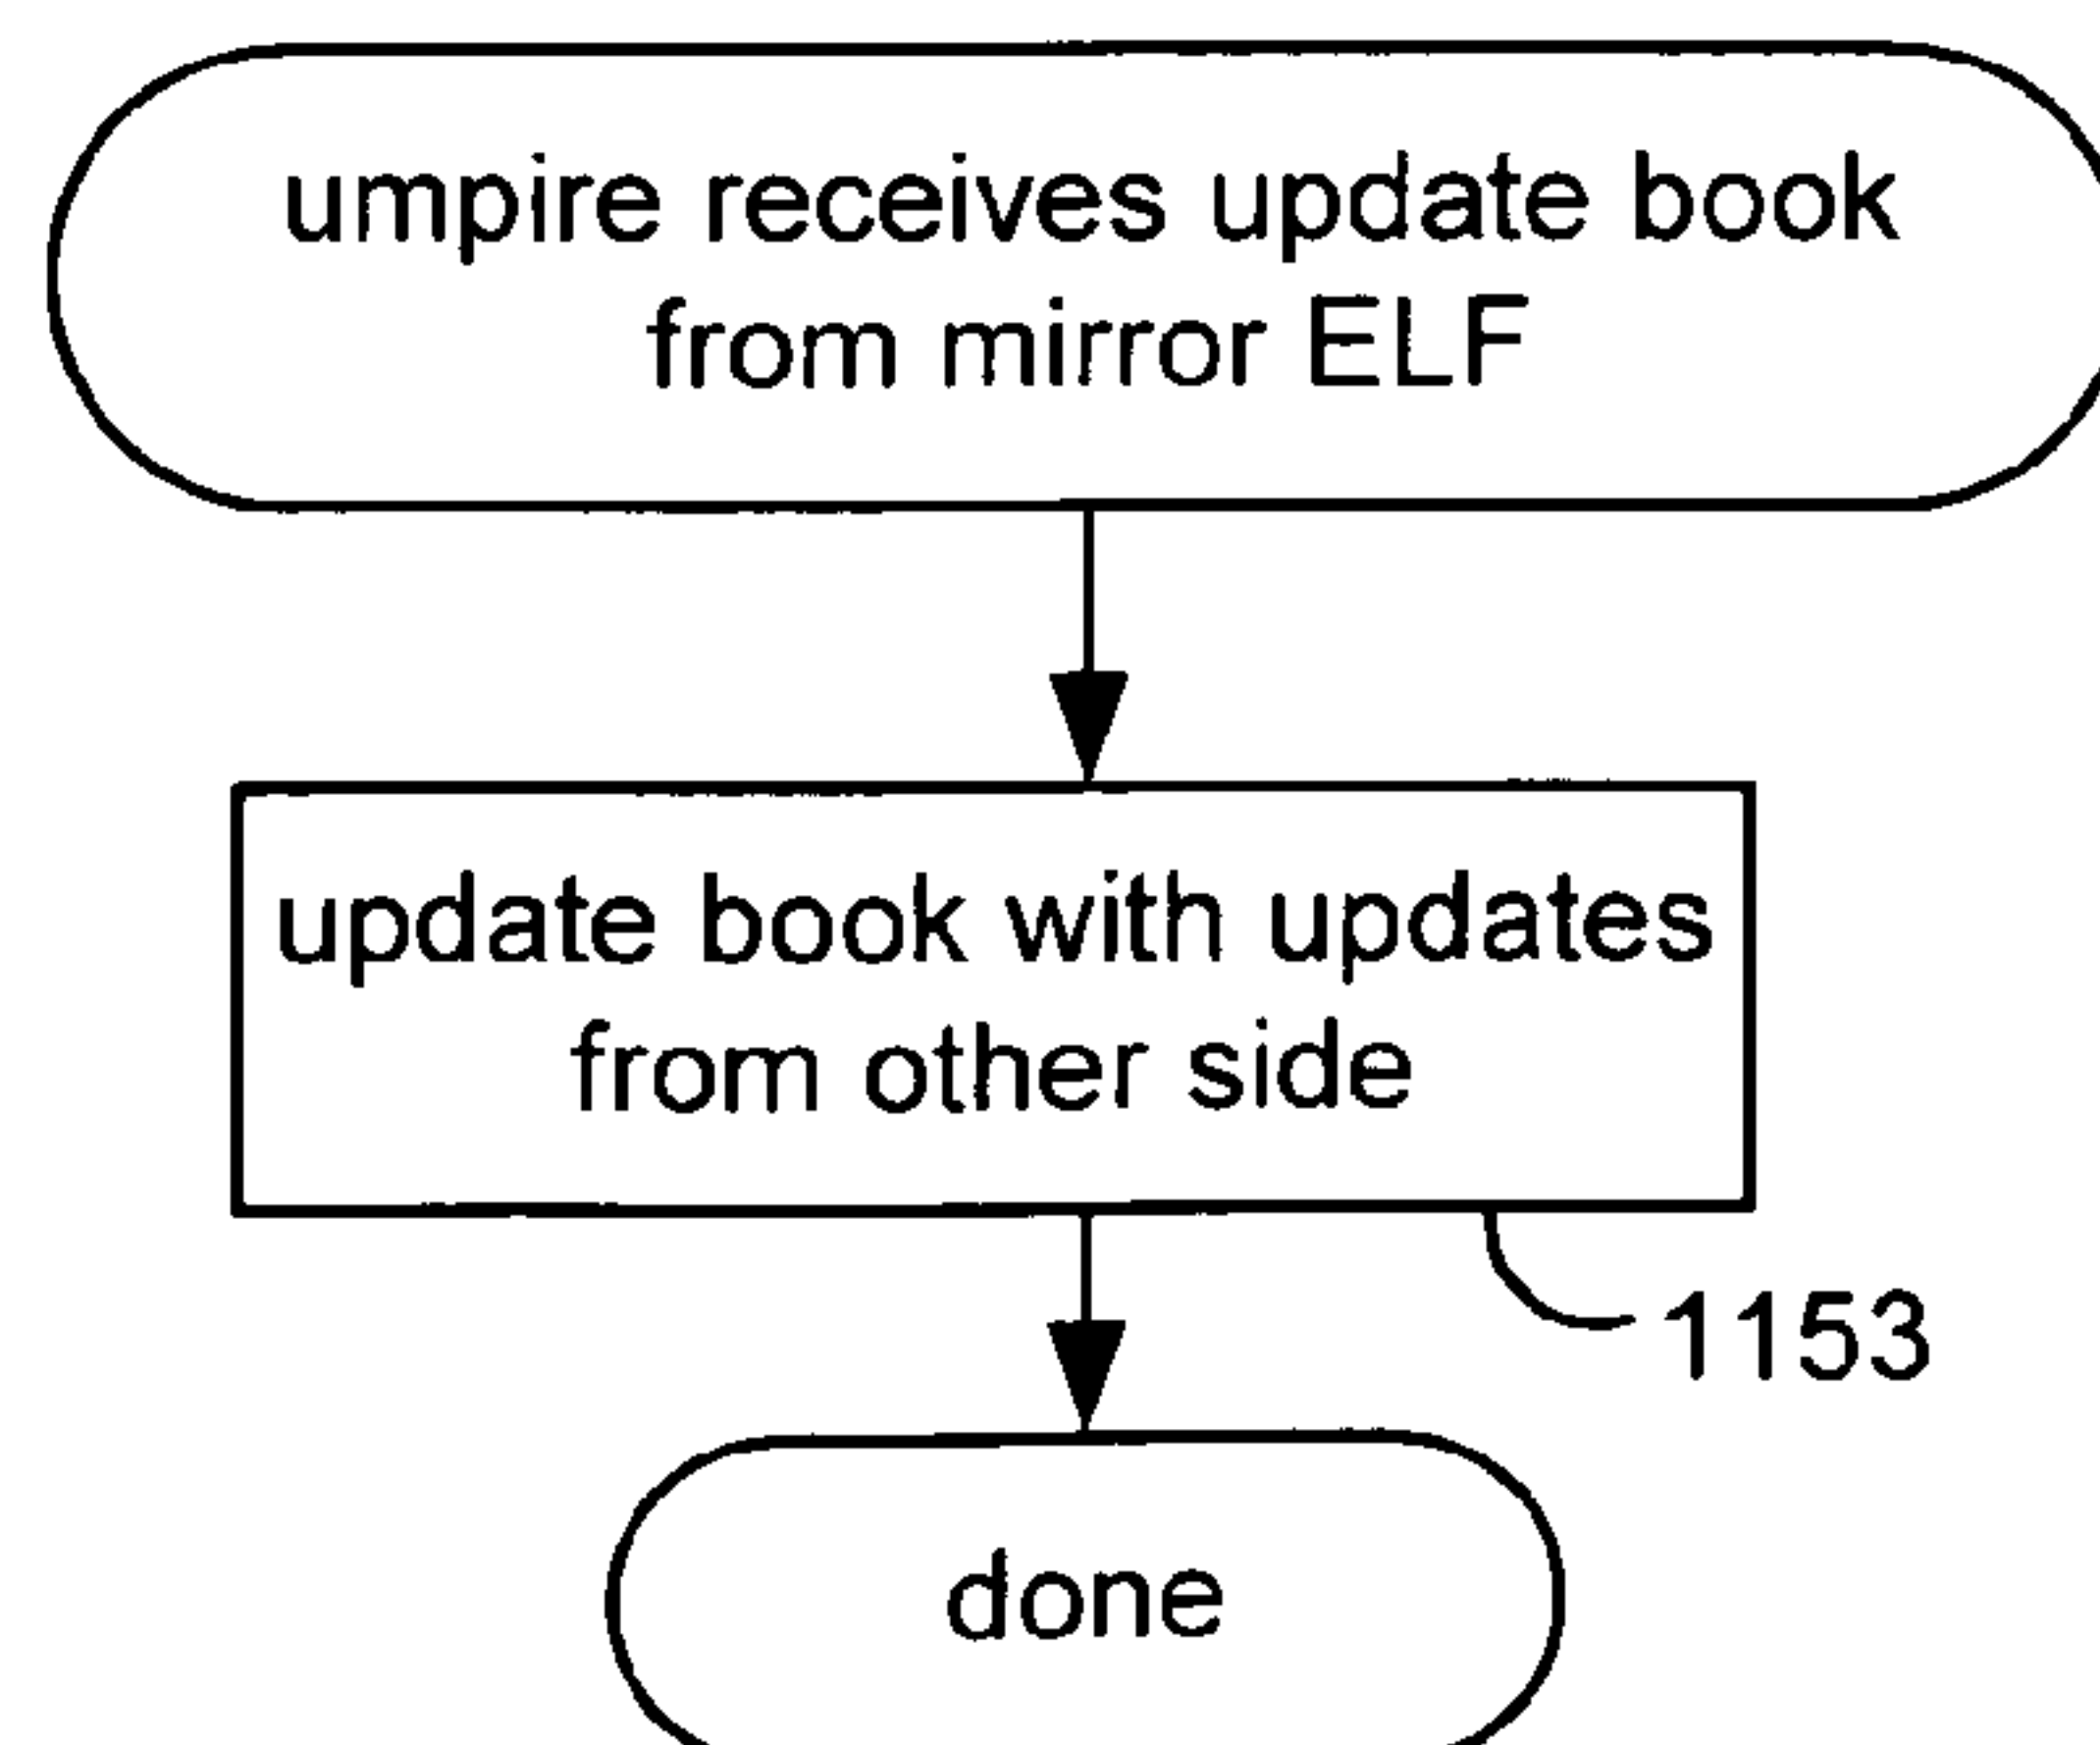 umpire receives update book
from mirror ELF
update book with updates
from other side
1153
done